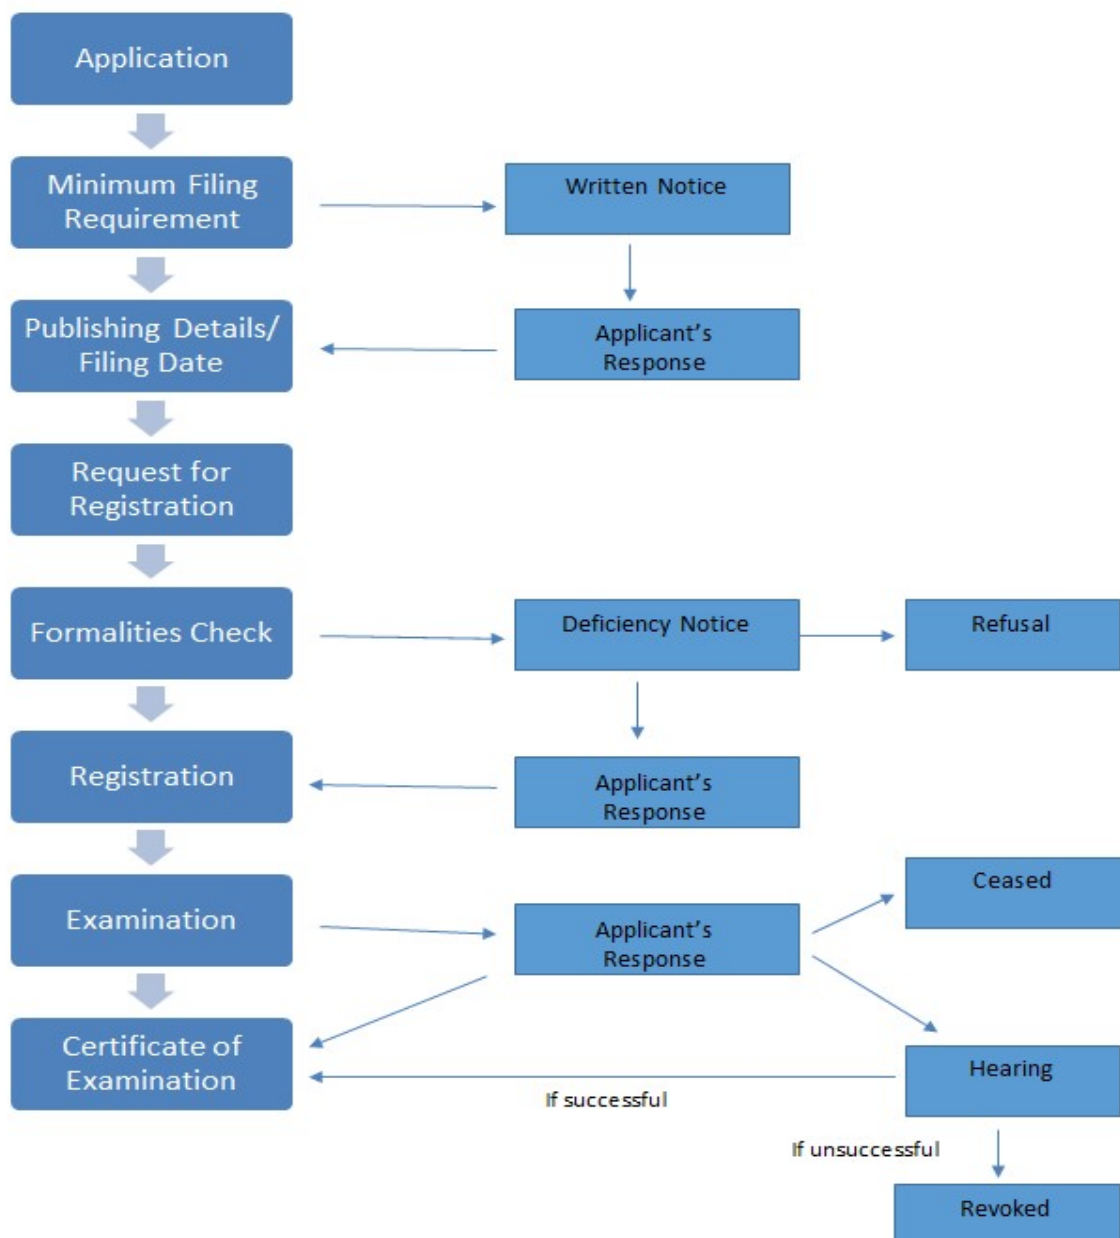 Application
Minimum Filing
Requirement
Written Notice
Publishing Details/
Filing Date
Applicant's
Response
Request for
Registration
Formalities Check
Deficiency Notice
Refusal
Registration
Applicant's
Response
Examination
Applicant's
Response
Ceased
Certificate of
Examination
Hearing
If successful
If unsuccessful
Revoked